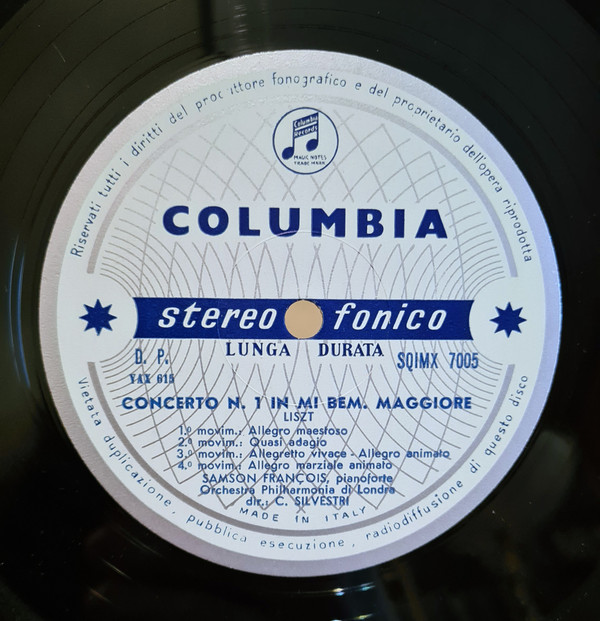 Riservati tutti i diritti del produttore fonografico e del proprietario dell'opera riprodotta
Columbia
Records
MAGIC NOTES
TRADE MARK
COLUMBIA
stereo fonico
LUNGA DURATA
D. P.
YAX 615
SQIMX 7005
CONCERTO N. 1 IN MI BEM. MAGGIORE
LISZT
1.º movim.: Allegro maestoso
2.º movim.: Quasi adagio
3.º movim.: Allegretto vivace - Allegro animato
4.º movim.: Allegro marziale animato
SAMSON FRANÇOIS, pianoforte
Orchestra Philharmonia di Londra
dir.: C. SILVESTRI
MADE IN ITALY
Vietata duplicazione, pubblica esecuzione, radiodiffusione di questo disco